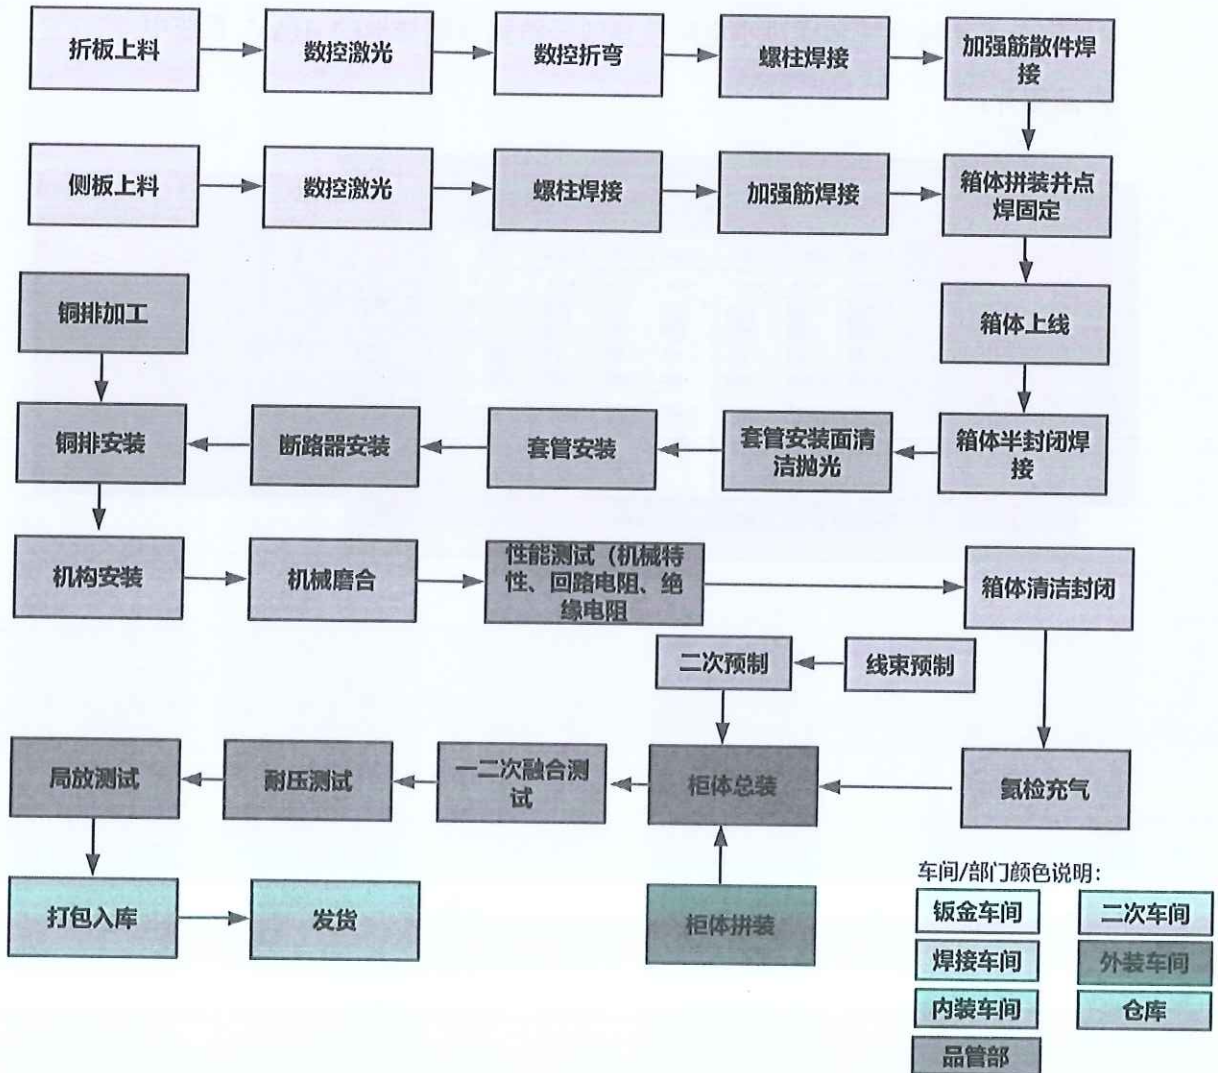 折板上料
数控激光
数控折弯
螺柱焊接
加强筋散件焊
接
侧板上料
数控激光
螺柱焊接
加强筋焊接
箱体拼装并点
焊固定
铜排加工
箱体上线
铜排安装
断路器安装
套管安装
套管安装面清
洁抛光
箱体半封闭焊
接
机构安装
机械磨合
性能测试（机械特
性、回路电阻、绝
缘电阻
箱体清洁封闭
二次预制
线束预制
局放测试
耐压测试
一二次融合测
试
柜体总装
氦检充气
打包入库
发货
柜体拼装
车间/部门颜色说明：
钣金车间
二次车间
焊接车间
外装车间
内装车间
仓库
品管部